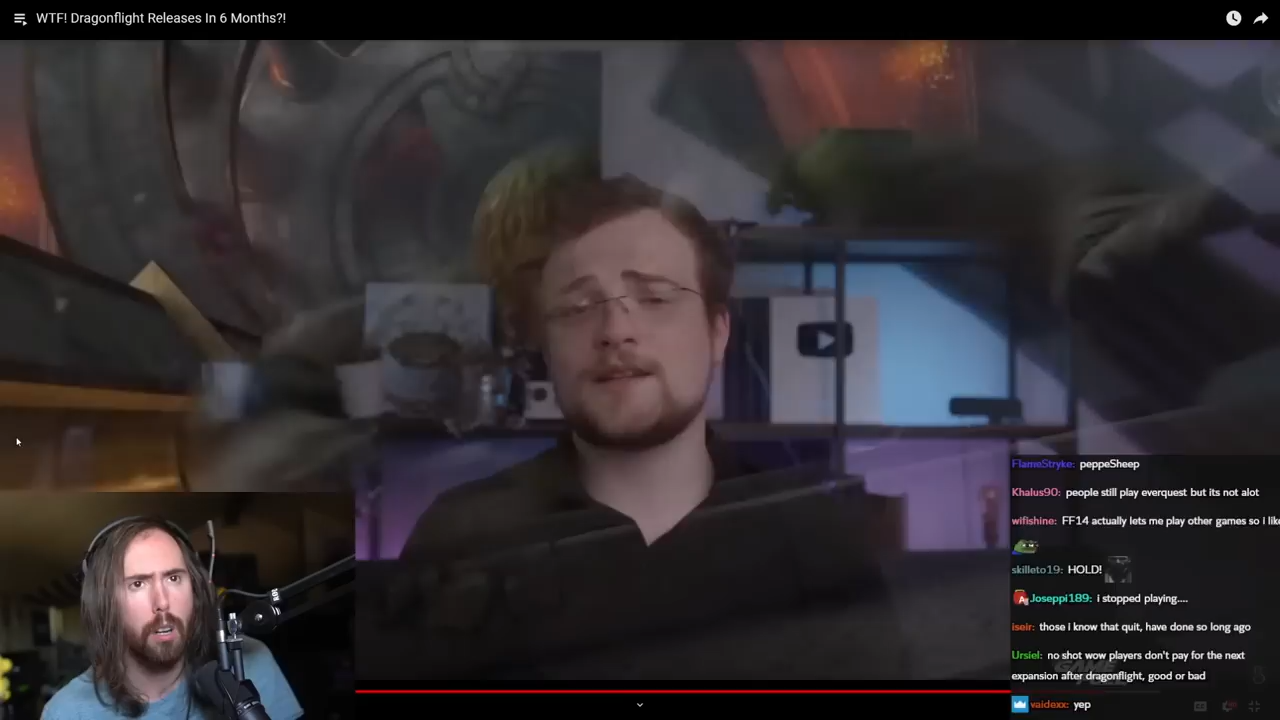 WTF! Dragonflight Releases In 6 Months?!
FlameStryke: peppeSheep
Khalus90: people still play everquest but its not alot
wifishine: FF14 actually lets me play other games so i like
skilleto19: HOLD!
Joseppi189: i stopped playing....
iseir: those i know that quit, have done so long ago
Ursiel: no shot wow players don't pay for the next
expansion after dragonflight, good or bad
vaidexx: yep